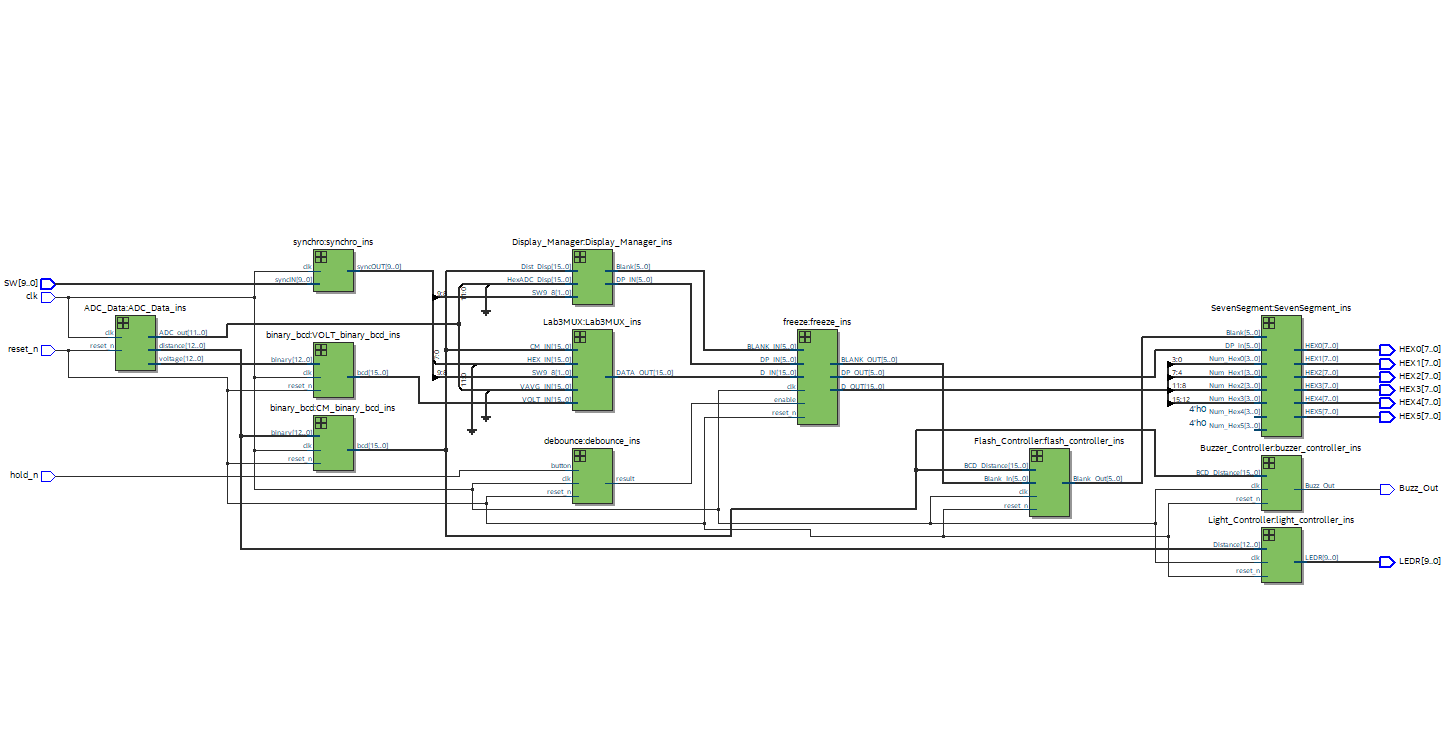 SW[9..0]
clk
reset_n
hold_n
ADC_Data:ADC_Data_ins
clk
reset_n
ADC_out[11..0]
distance[12..0]
voltage[12..0]
synchro:synchro_ins
clk
syncIN[9..0]
syncOUT[9..0]
binary_bcd:VOLT_binary_bcd_ins
binary[12..0]
clk
reset_n
bcd[15..0]
binary_bcd:CM_binary_bcd_ins
binary[12..0]
clk
reset_n
bcd[15..0]
9:8
11:0
7:0
9:8
11:0
Display_Manager:Display_Manager_ins
Dist_Disp[15..0]
HexADC_Disp[15..0]
SW9_8[1..0]
Blank[5..0]
DP_IN[5..0]
Lab3MUX:Lab3MUX_ins
CM_IN[15..0]
HEX_IN[15..0]
SW9_8[1..0]
VAVG_IN[15..0]
VOLT_IN[15..0]
DATA_OUT[15..0]
debounce:debounce_ins
button
clk
reset_n
result
freeze:freeze_ins
BLANK_IN[5..0]
DP_IN[5..0]
D_IN[15..0]
clk
enable
reset_n
BLANK_OUT[5..0]
DP_OUT[5..0]
D_OUT[15..0]
Flash_Controller:flash_controller_ins
BCD_Distance[15..0]
Blank_In[5..0]
clk
reset_n
Blank_Out[5..0]
SevenSegment:SevenSegment_ins
Blank[5..0]
DP_in[5..0]
3:0
Num_Hex0[3..0]
7:4
Num_Hex1[3..0]
11:8
Num_Hex2[3..0]
15:12
Num_Hex3[3..0]
4'h0
Num_Hex4[3..0]
4'h0
Num_Hex5[3..0]
HEX0[7..0]
HEX1[7..0]
HEX2[7..0]
HEX3[7..0]
HEX4[7..0]
HEX5[7..0]
HEX0[7..0]
HEX1[7..0]
HEX2[7..0]
HEX3[7..0]
HEX4[7..0]
HEX5[7..0]
Buzzer_Controller:buzzer_controller_ins
BCD_Distance[15..0]
clk
reset_n
Buzz_Out
Buzz_Out
Light_Controller:light_controller_ins
Distance[12..0]
clk
reset_n
LEDR[9..0]
LEDR[9..0]